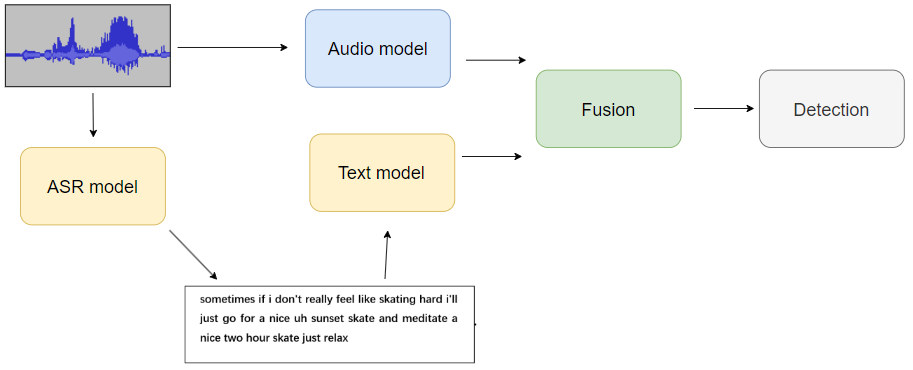 Audio model
Fusion
Detection
ASR model
Text model
sometimes if i don't really feel like skating hard i'll
just go for a nice uh sunset skate and meditate a
nice two hour skate just relax